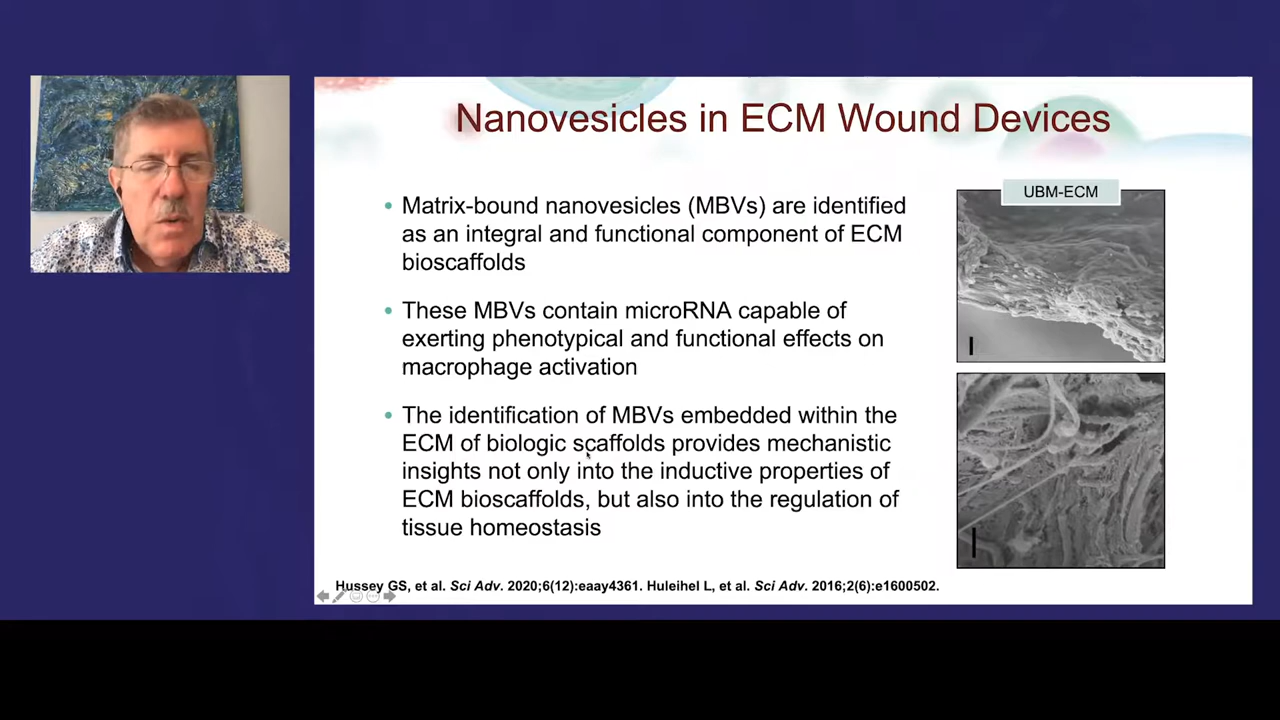 Nanovesicles in ECM Wound Devices
Matrix-bound nanovesicles (MBVs) are identified
as an integral and functional component of ECM
bioscaffolds
These MBVs contain microRNA capable of
exerting phenotypical and functional effects on
macrophage activation
The identification of MBVs embedded within the
ECM of biologic scaffolds provides mechanistic
insights not only into the inductive properties of
ECM bioscaffolds, but also into the regulation of
tissue homeostasis
UBM-ECM
Hussey GS, et al. Sci Adv. 2020;6(12):eaay4361. Huleihel L, et al. Sci Adv. 2016;2(6):e1600502.